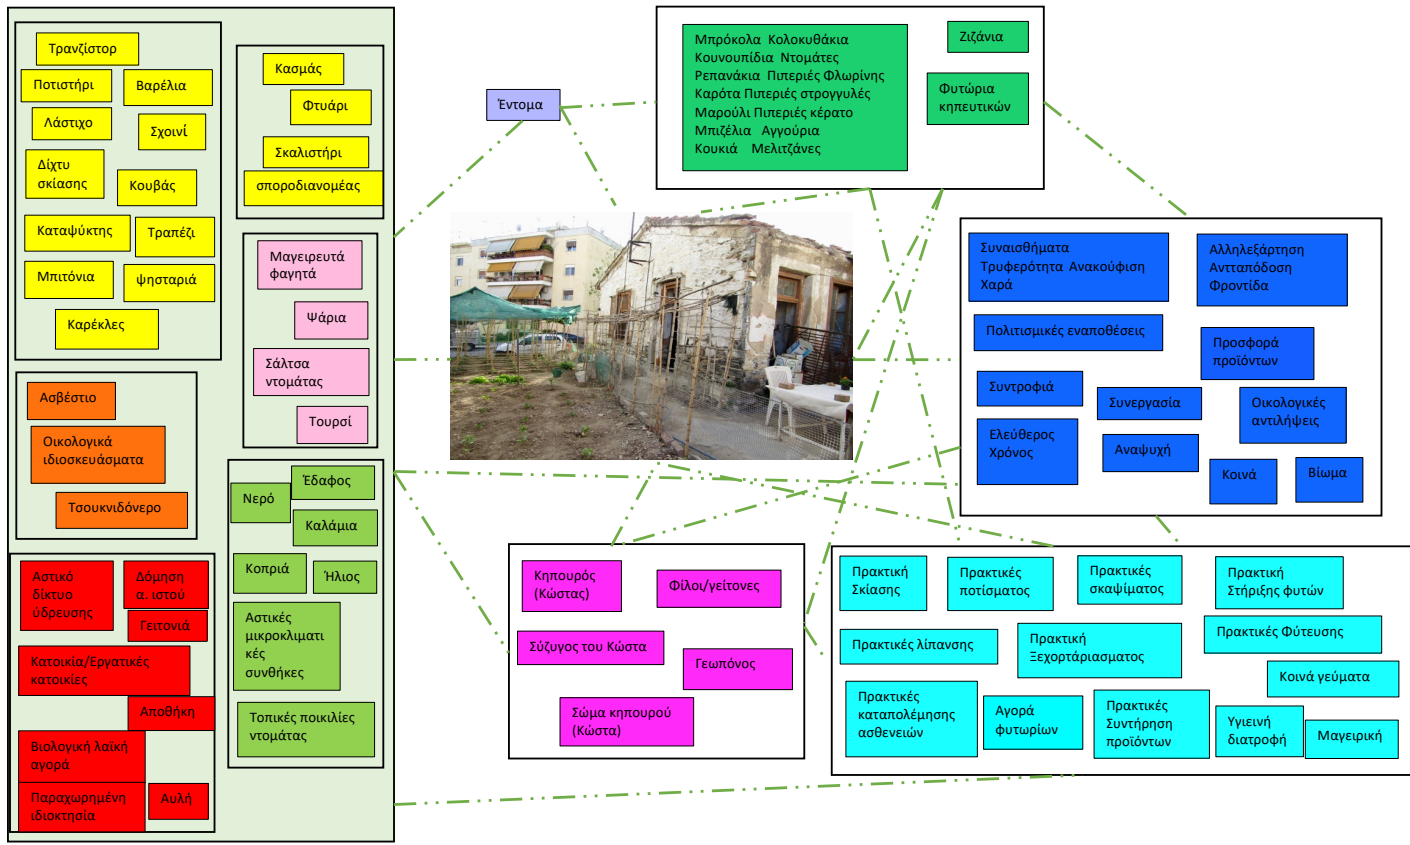 Τρανζίστορ
Ποτιστήρι
Βαρέλια
Λάστιχο
Σχοινί
Δίχτυ
σκίασης
Κουβάς
Καταψύκτης
Τραπέζι
Μπιτόνια
ψησταριά
Καρέκλες
Κασμάς
Φτυάρι
Σκαλιστήρι
σποροδιανομέας
Μαγειρευτά
φαγητά
Ψάρια
Σάλτσα
ντομάτας
Τουρσί
Ασβέστιο
Οικολογικά
ιδιοσκευάσματα
Τσουκνιδόνερο
Έδαφος
Νερό
Καλάμια
Κοπριά
Ήλιος
Αστικές
μικροκλιματι
κές
συνθήκες
Τοπικές ποικιλίες
ντομάτας
Αστικό
δίκτυο
ύδρευσης
Δόμηση
α. ιστού
Γειτονιά
Κατοικία/Εργατικές
κατοικίες
Αποθήκη
Βιολογική λαϊκή
αγορά
Παραχωρημένη
ιδιοκτησία
Αυλή
Έντομα
Μπρόκολα Κολοκυθάκια
Κουνουπίδια Ντομάτες
Ρεπανάκια Πιπεριές Φλωρίνης
Καρότα Πιπεριές στρογγυλές
Μαρούλι Πιπεριές κέρατο
Μπιζέλια Αγγούρια
Κουκιά Μελιτζάνες
Ζιζάνια
Φυτώρια
κηπευτικών
Συναισθήματα
Τρυφερότητα Ανακούφιση
Χαρά
Αλληλεξάρτηση
Αντταπόδοση
Φροντίδα
Πολιτισμικές εναποθέσεις
Προσφορά
προϊόντων
Συντροφιά
Συνεργασία
Οικολογικές
αντιλήψεις
Ελεύθερος
Χρόνος
Αναψυχή
Κοινά
Βίωμα
Κηπουρός
(Κώστας)
Φίλοι/γείτονες
Σύζυγος του Κώστα
Γεωπόνος
Σώμα κηπουρού
(Κώστα)
Πρακτική
Σκίασης
Πρακτικές
ποτίσματος
Πρακτικές
σκαψίματος
Πρακτική
Στήριξης φυτών
Πρακτικές λίπανσης
Πρακτική
Ξεχορτάριασματος
Πρακτικές Φύτευσης
Κοινά γεύματα
Πρακτικές
καταπολέμησης
ασθενειών
Αγορά
φυτωρίων
Πρακτικές
Συντήρηση
προϊόντων
Υγιεινή
διατροφή
Μαγειρική